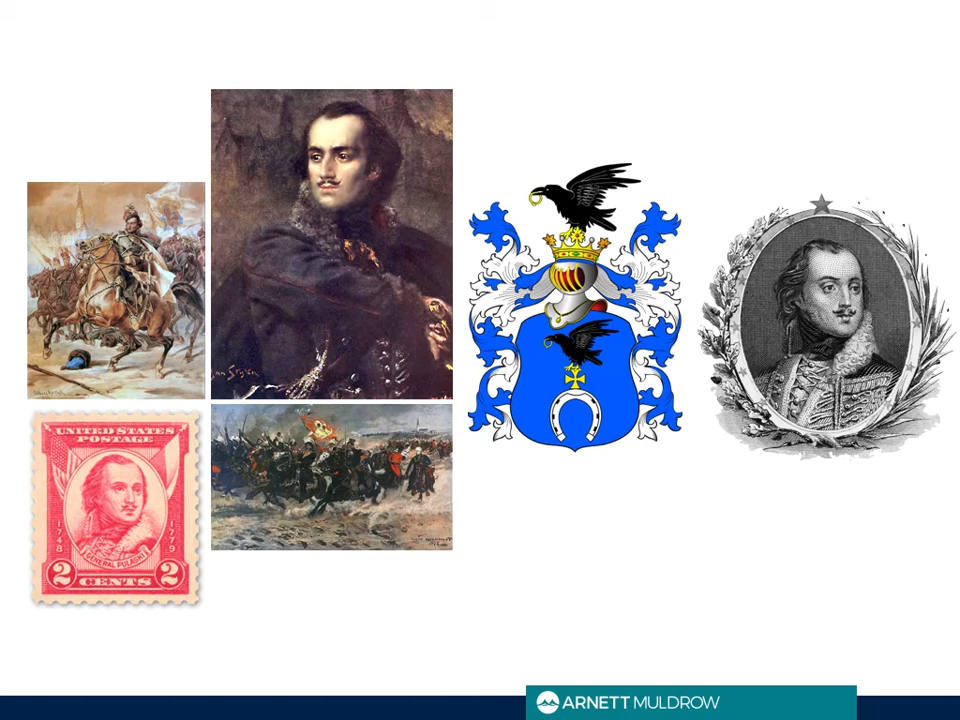 UNITED STATES
POSTAGE
1748
1779
GENERAL PULASKI
2 CENTS 2
ARNETT MULDROW